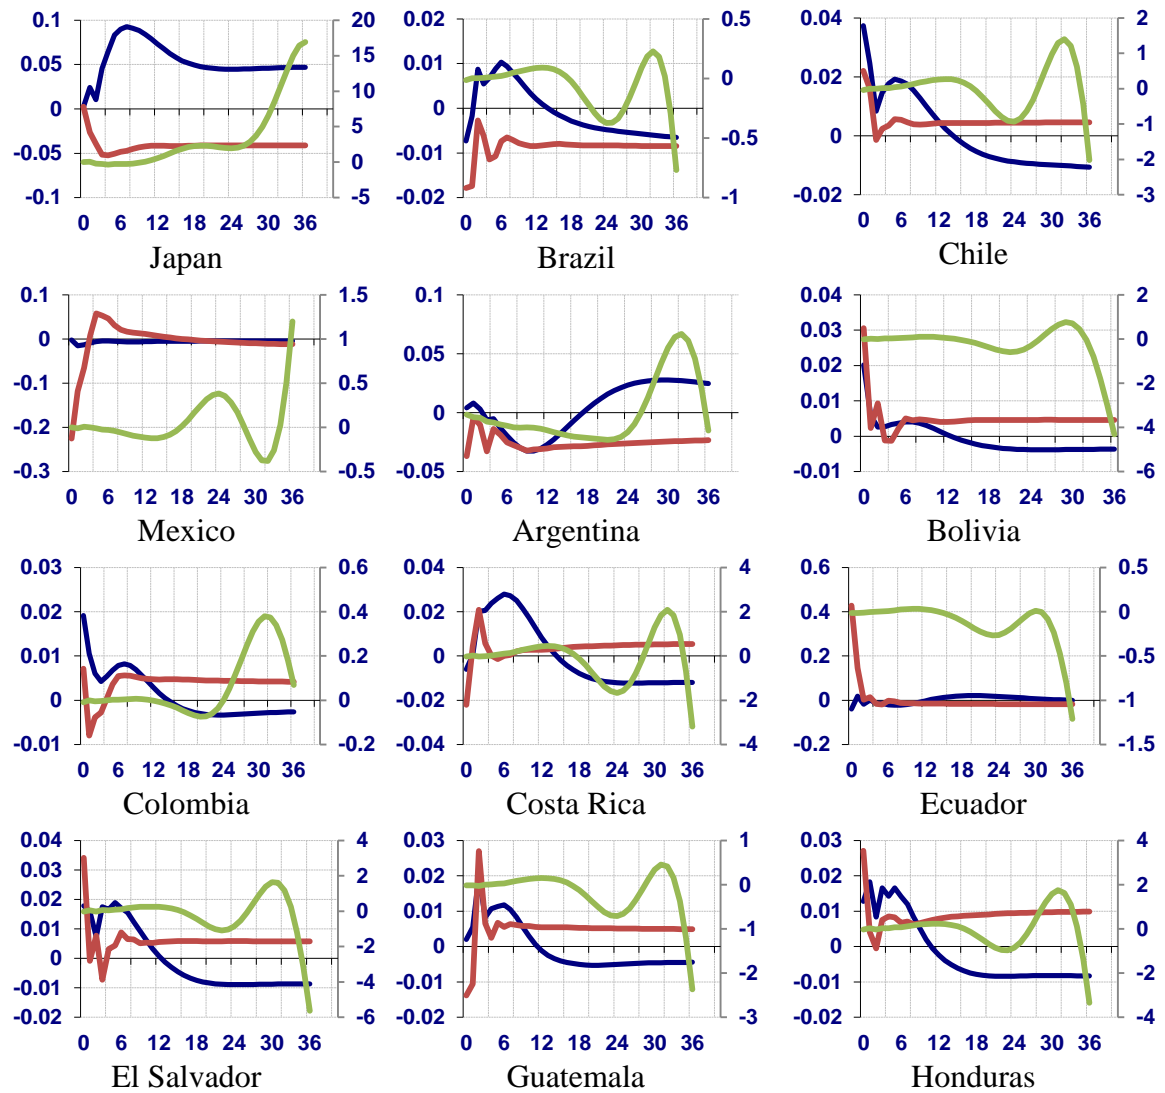 0.1 20 0.02 0.5 0.04 2
0.05 15 0.01 0 0.02 1
0 10 0 -0.5 0 0
-0.05 5 -0.01 -1 -0.02 -1
-0.1 0 -0.02 -2
-5 -3
0 6 12 18 24 30 36 0 6 12 18 24 30 36 0 6 12 18 24 30 36
Japan Brazil Chile
0.1 1.5 0.1 0.04 2
0 1 0.05 0.03 0
-0.1 0.5 0 0.02 -2
-0.2 0 -0.05 0.01 -4
-0.3 -0.5 0 -6
-0.01
0 6 12 18 24 30 36 0 6 12 18 24 30 36 0 6 12 18 24 30 36
Mexico Argentina Bolivia
0.03 0.6 0.04 4 0.6 0.5
0.02 0.4 0.02 2 0.4 0
0.01 0.2 0 0 0.2 -0.5
0 0 -0.02 -2 0 -1
-0.01 -0.2 -0.04 -4 -0.2 -1.5
0 6 12 18 24 30 36 0 6 12 18 24 30 36 0 6 12 18 24 30 36
Colombia Costa Rica Ecuador
0.04 4 0.03 1 0.03 4
0.03 2 0.02 0 0.02 2
0.02 0 0.01 -1 0.01 0
0.01 -2 0 -2 0 -2
0 -4 -0.01 -3 -0.01 -4
-0.01 -6 -0.02 -0.02
-0.02
0 6 12 18 24 30 36 0 6 12 18 24 30 36 0 6 12 18 24 30 36
El Salvador Guatemala Honduras